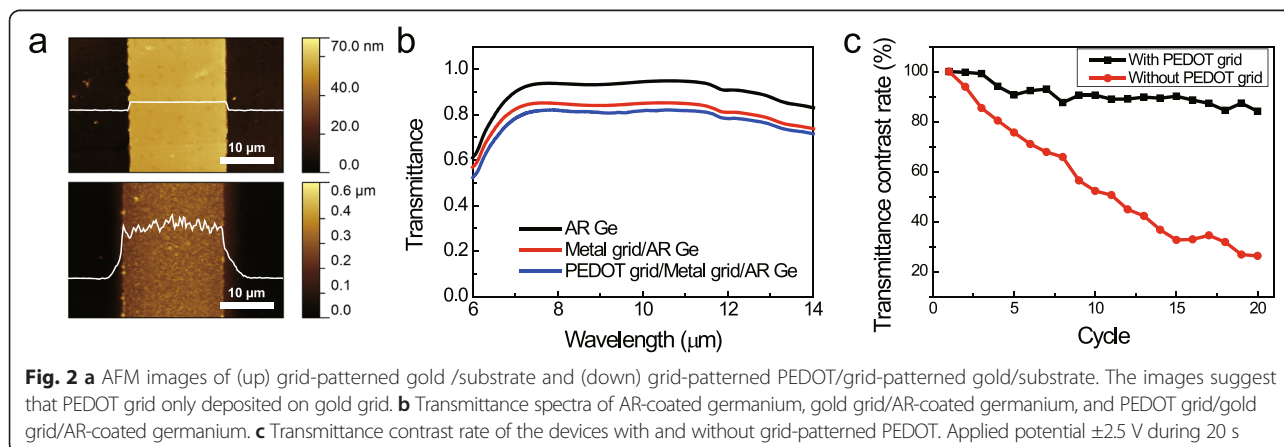 a
70.0 nm
40.0
20.0
0.0
10 µm
0.6 µm
0.4
0.3
0.2
0.1
0.0
10 µm
b
Transmittance
1.0
0.8
0.6
0.4
0.2
0.0
AR Ge
Metal grid/AR Ge
PEDOT grid/Metal grid/AR Ge
6 7 8 9 10 11 12 13 14
Wavelength (µm)
c
Transmittance contrast rate (%)
100
80
60
40
20
With PEDOT grid
Without PEDOT grid
0 5 10 15 20
Cycle
Fig. 2 a AFM images of (up) grid-patterned gold /substrate and (down) grid-patterned PEDOT/grid-patterned gold/substrate. The images suggest
that PEDOT grid only deposited on gold grid. b Transmittance spectra of AR-coated germanium, gold grid/AR-coated germanium, and PEDOT grid/gold
grid/AR-coated germanium. c Transmittance contrast rate of the devices with and without grid-patterned PEDOT. Applied potential ±2.5 V during 20 s